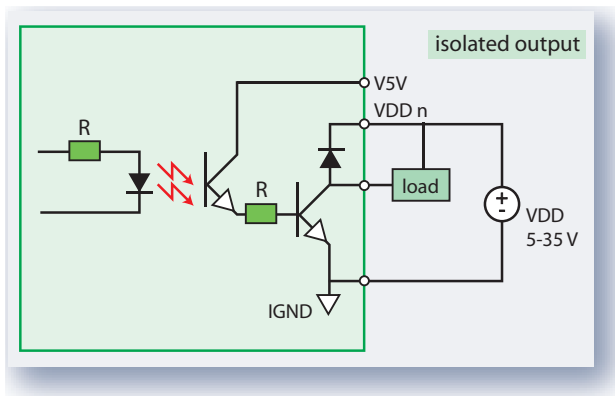 isolated output
V5V
VDD n
R
R
load
+
-
VDD
5-35 V
IGND